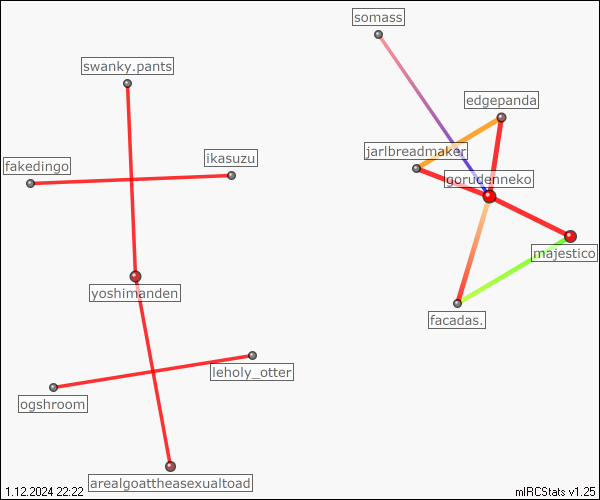 somass
swanky.pants
edgepanda
jarlbreadmaker
fakedingo
ikasuzu
gorudenneko
majestico
yoshimanden
facadas.
leholy_otter
ogshroom
arealgoattheasexualtoad
1.12.2024 22:22
mIRCStats v1.25